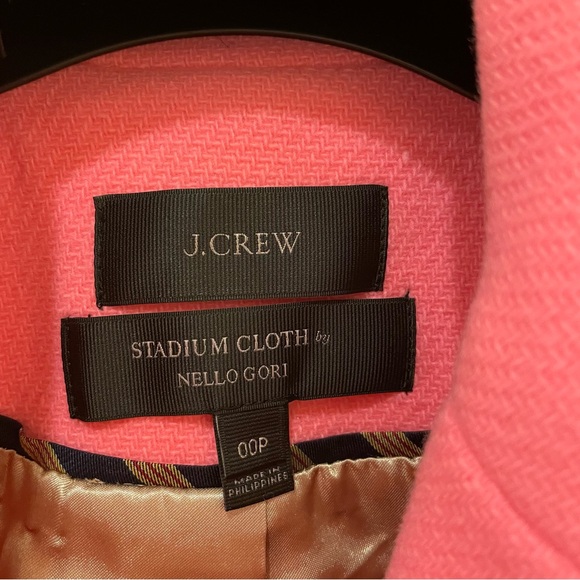 J.CREW
STADIUM CLOTH by
NELLO GORI
00P
MADE IN
PHILIPPINES